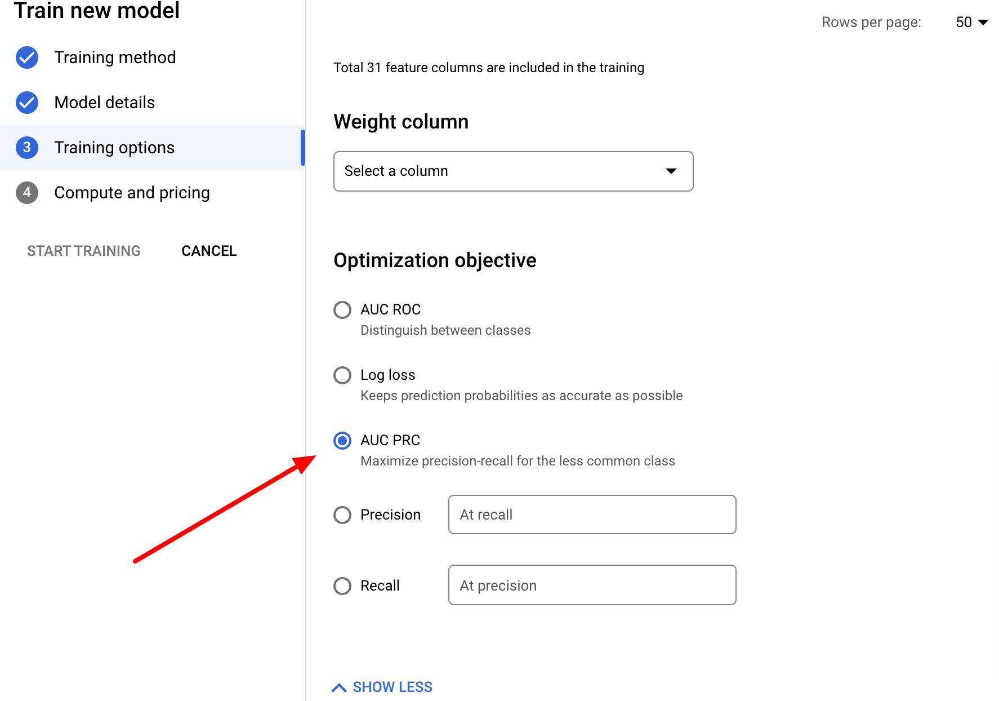 Train new model
Training method
Model details
3 Training options
4 Compute and pricing
START TRAINING CANCEL
Rows per page: 50
Total 31 feature columns are included in the training
Weight column
Select a column
Optimization objective
AUC ROC
Distinguish between classes
Log loss
Keeps prediction probabilities as accurate as possible
AUC PRC
Maximize precision-recall for the less common class
Precision At recall
Recall At precision
SHOW LESS